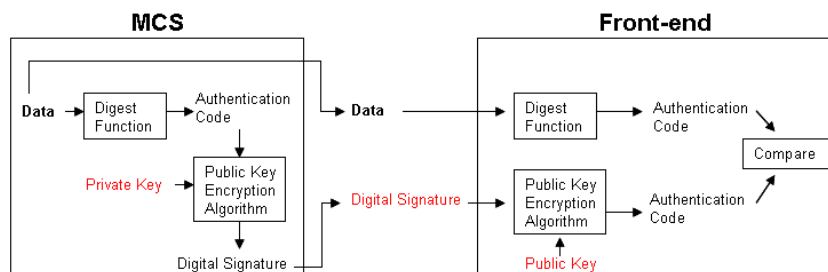 MCS
Front-end
Data
Digest
Function
Authentication
Code
Data
Digest
Function
Authentication
Code
Compare
Private Key
Public Key
Encryption
Algorithm
Digital Signature
Public Key
Encryption
Algorithm
Authentication
Code
Digital Signature
Public Key